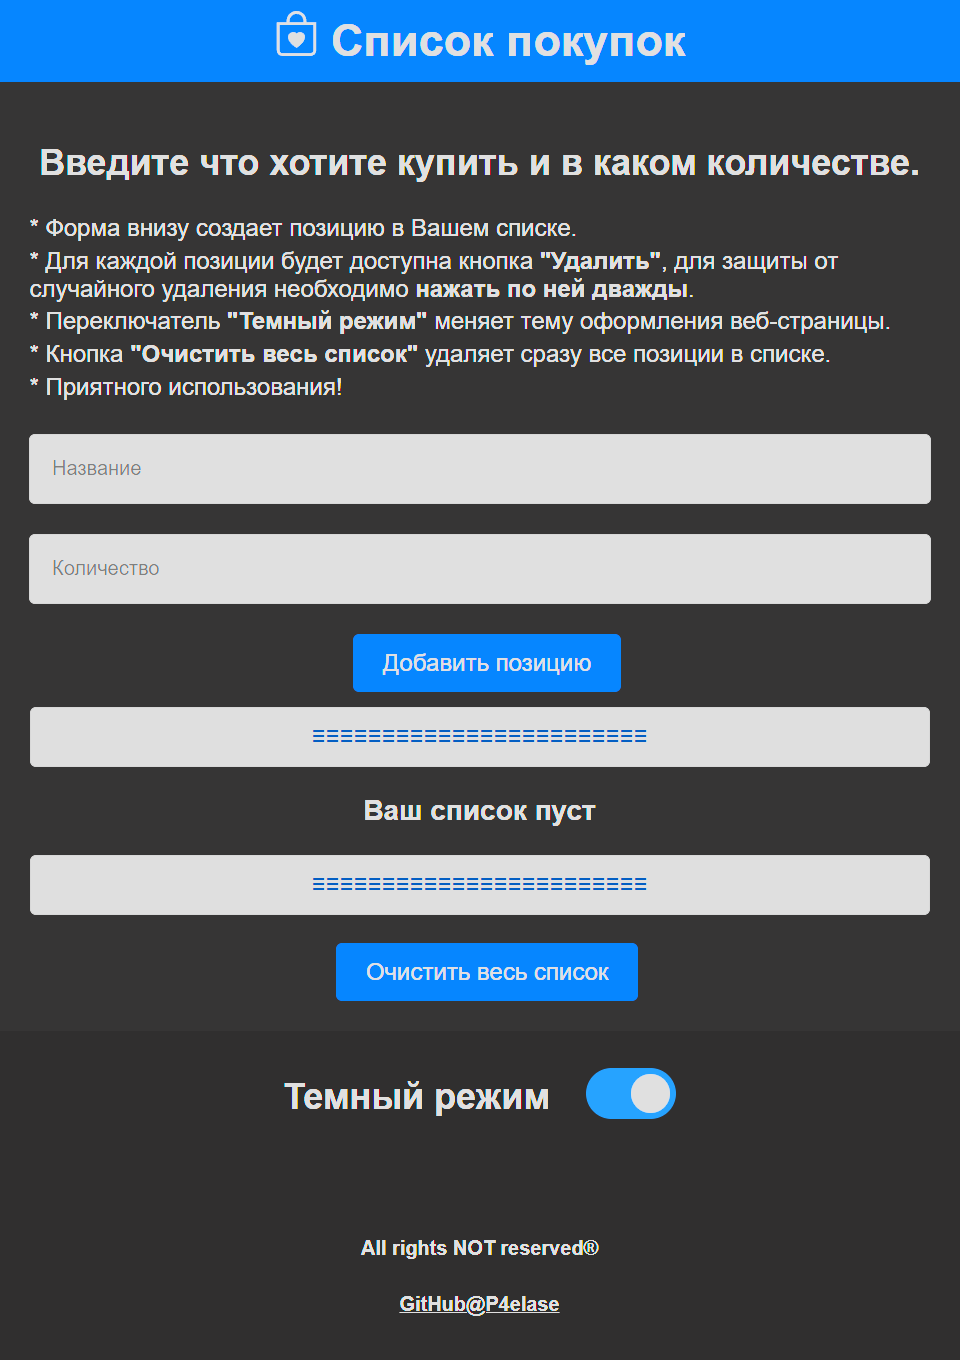 Список покупок
Введите что хотите купить и в каком количестве.
* Форма внизу создает позицию в Вашем списке.
* Для каждой позиции будет доступна кнопка "Удалить", для защиты от
случайного удаления необходимо нажать по ней дважды.
* Переключатель "Темный режим" меняет тему оформления веб-страницы.
* Кнопка "Очистить весь список" удаляет сразу все позиции в списке.
* Приятного использования!
Название
Количество
Добавить позицию
☰☰☰☰☰☰☰☰☰☰☰☰☰☰☰☰☰☰☰☰☰☰☰☰
Ваш список пуст
☰☰☰☰☰☰☰☰☰☰☰☰☰☰☰☰☰☰☰☰☰☰☰☰
Очистить весь список
Темный режим
All rights NOT reserved®
GitHub@P4elase